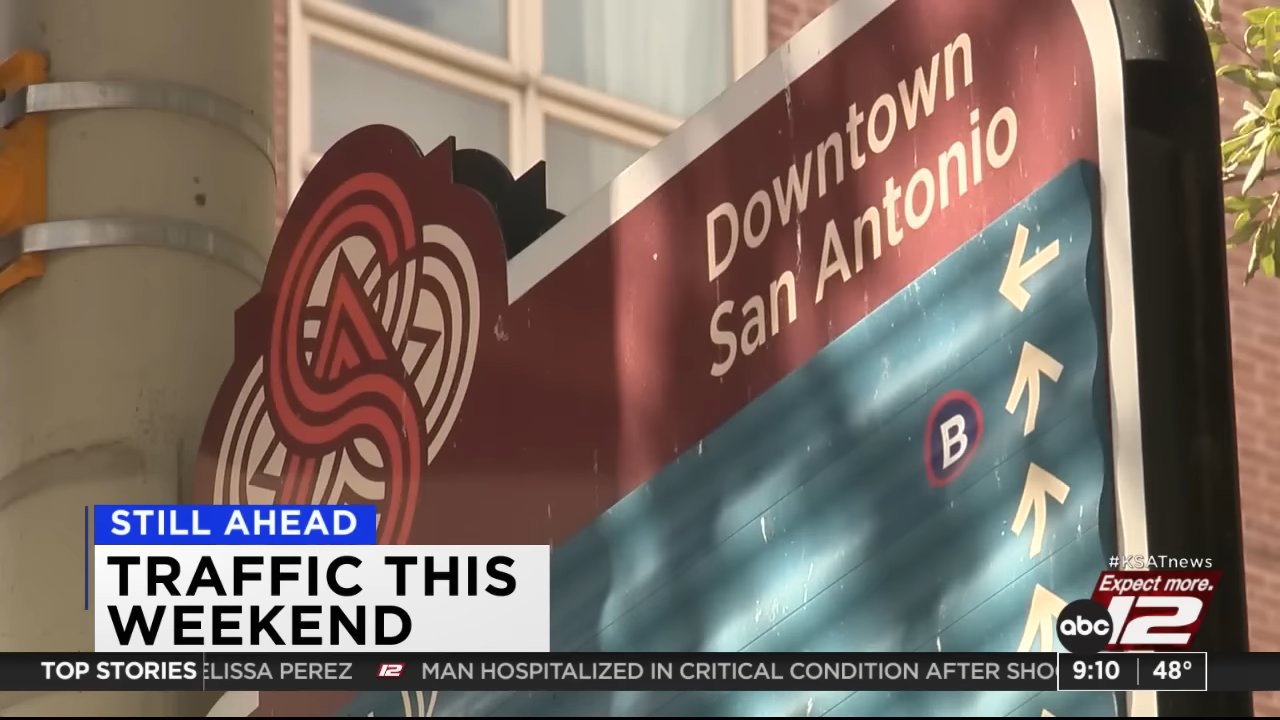 Downtown
San Antonio
B
STILL AHEAD
TRAFFIC THIS
WEEKEND
#KSATnews
Expect more.
abc 12
TOP STORIES ELISSA PEREZ 12 MAN HOSPITALIZED IN CRITICAL CONDITION AFTER SHO 9:10 48°